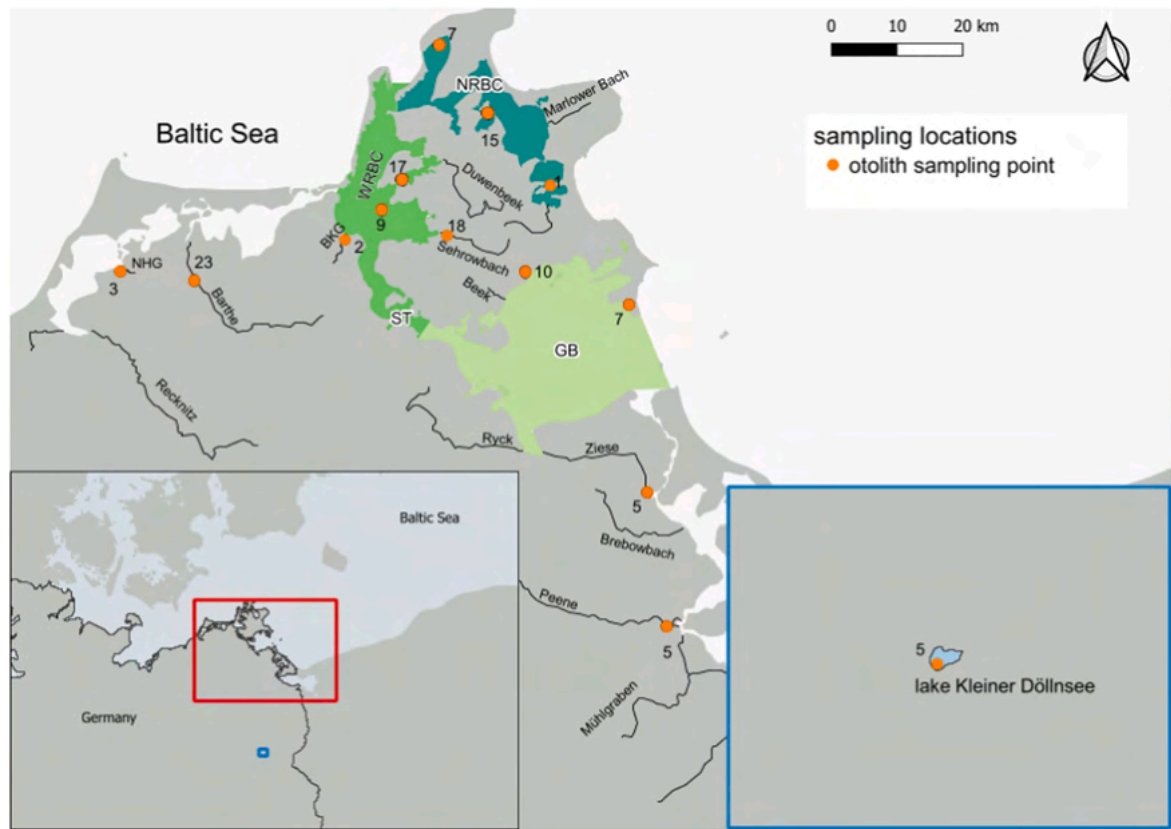 0 10 20 km
7
NRBC
Marlower Bach
Baltic Sea
sampling locations
otolith sampling point
15
WRBC
17
Duwenbeek
1
9
BKG
2
18
Sehrowbach
NHG
3
23
Barthe
10
Beek
7
ST
GB
Recknitz
Ryck
Ziese
5
Brebowbach
Baltic Sea
Peene
5
Mühlgraben
Germany
5
lake Kleiner Döllnsee